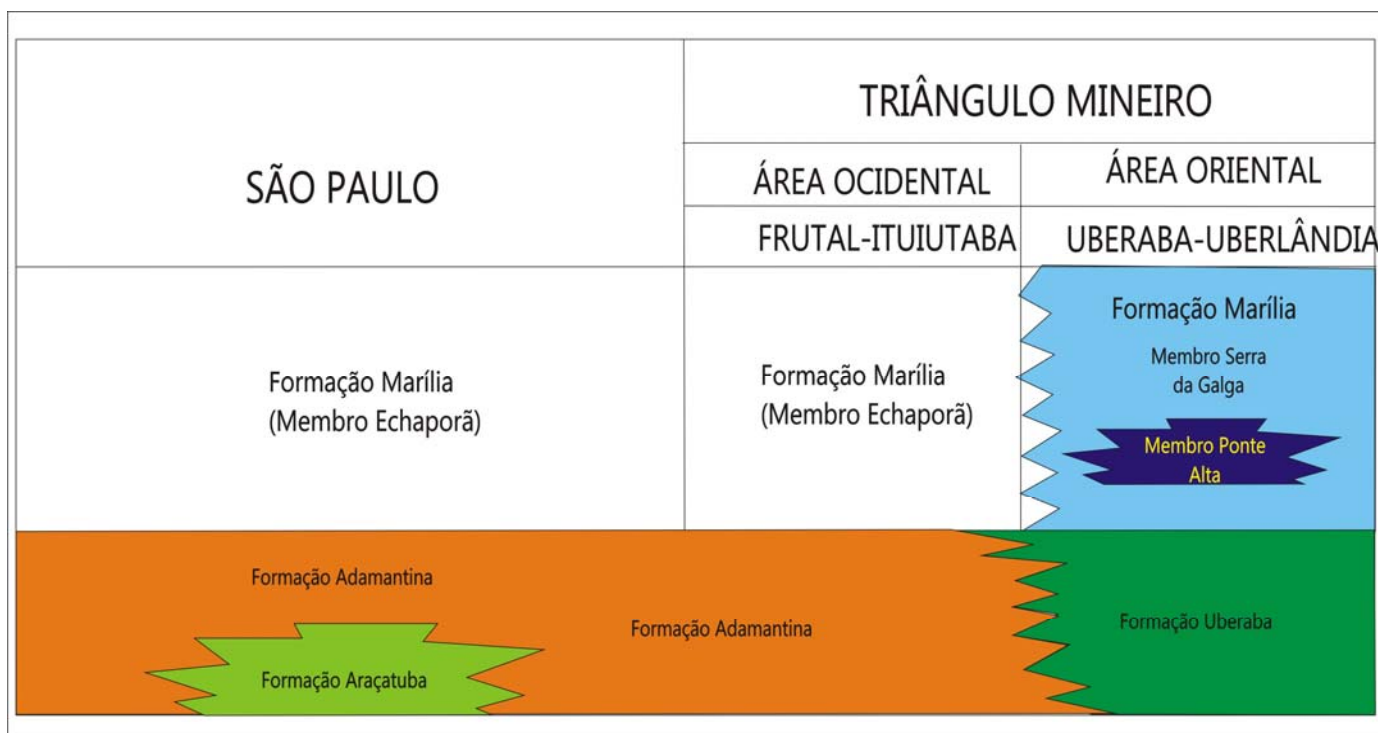 SÃO PAULO
TRIÂNGULO MINEIRO
ÁREA OCIDENTAL
ÁREA ORIENTAL
FRUTAL-ITUIUTABA
UBERABA-UBERLÂNDIA
Formação Marília
(Membro Echaporã)
Formação Marília
(Membro Echaporã)
Formação Marília
Membro Serra
da Galga
Membro Ponte
Alta
Formação Adamantina
Formação Araçatuba
Formação Adamantina
Formação Uberaba